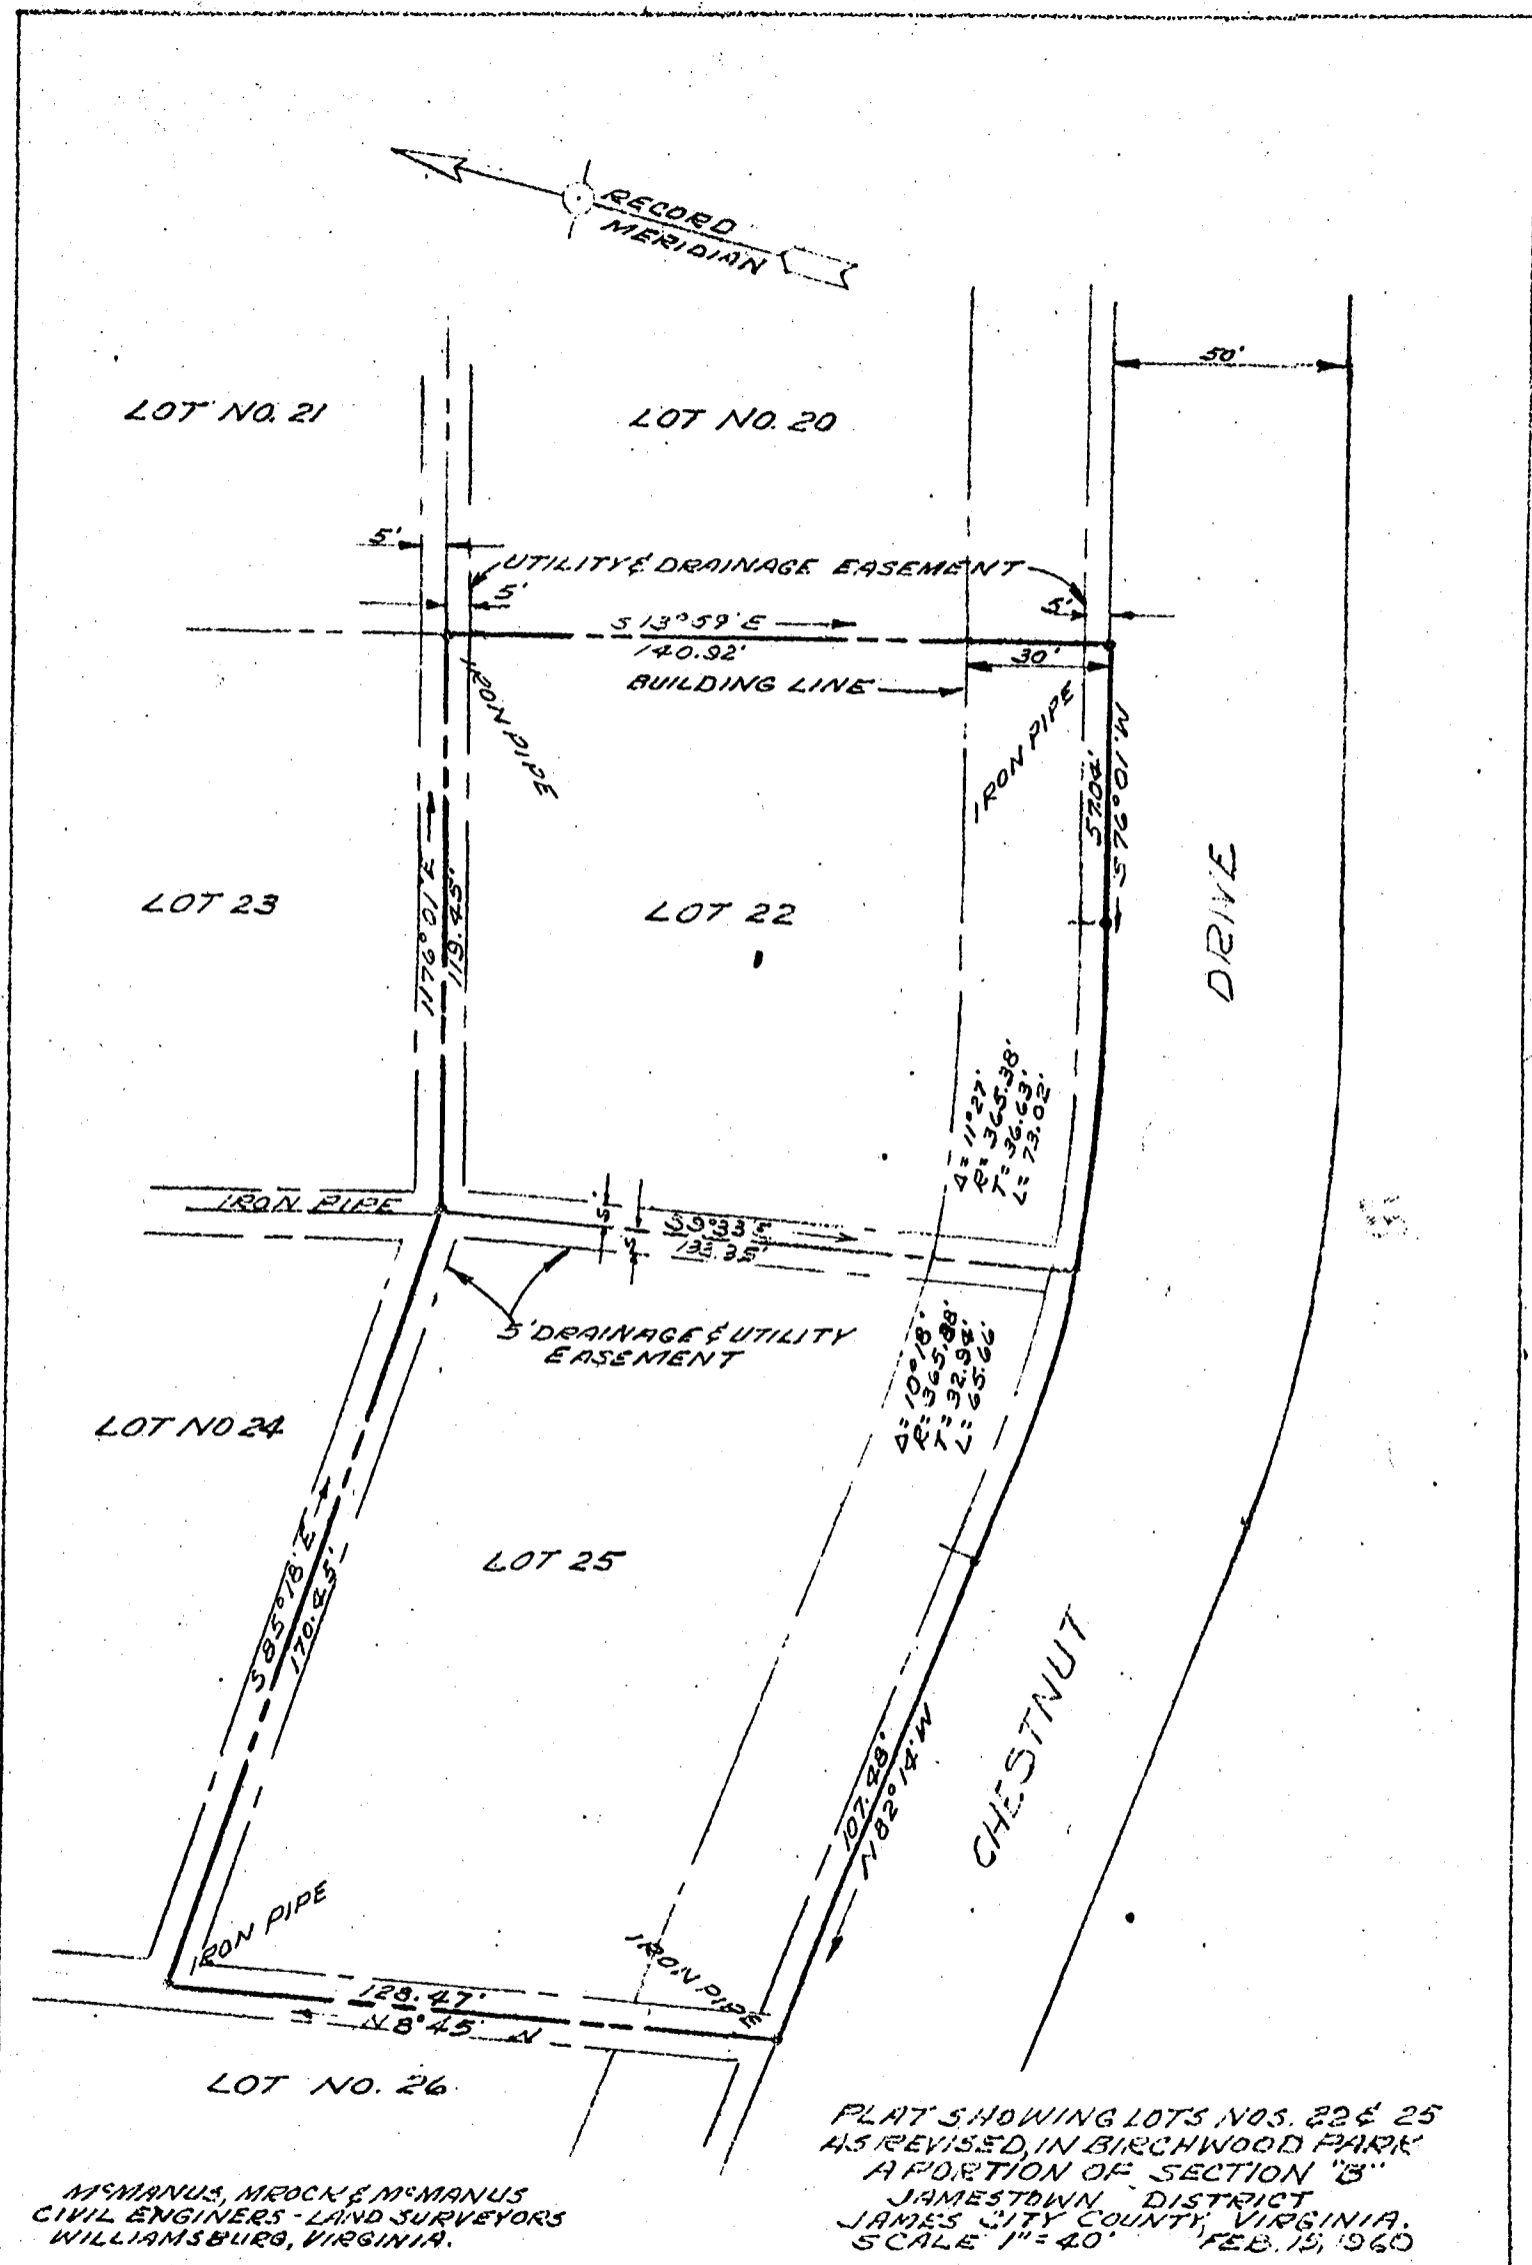 RECORD
MERIDIAN
50'
LOT NO. 21
LOT NO. 20
5'
UTILITY & DRAINAGE EASEMENT
5'
5'
S 13° 59' E
140.92'
30'
BUILDING LINE
IRON PIPE
IRON PIPE
57.04'
S 76° 01' W
N 76° 01' E
119.45'
LOT 23
LOT 22
DRIVE
Δ = 11° 27'
R = 365.38'
T = 36.63'
L = 73.02'
IRON PIPE
5'
5'
S 9° 33' E
5' DRAINAGE & UTILITY
EASEMENT
Δ = 10° 18'
R = 365.88'
T = 32.94'
L = 65.66'
LOT NO 24
S 85° 18' E
170.45'
LOT 25
CHESTNUT
107.48'
N 82° 14' W
IRON PIPE
IRON PIPE
128.47'
N 8° 45'
LOT NO. 26
PLAT SHOWING LOTS NOS. 22 & 25
AS REVISED, IN BIRCHWOOD PARK
A PORTION OF SECTION "B"
JAMESTOWN DISTRICT
JAMES CITY COUNTY, VIRGINIA.
SCALE 1" = 40' FEB. 15, 1960
McMANUS, MROCK & McMANUS
CIVIL ENGINERS - LAND SURVEYORS
WILLIAMSBURG, VIRGINIA.